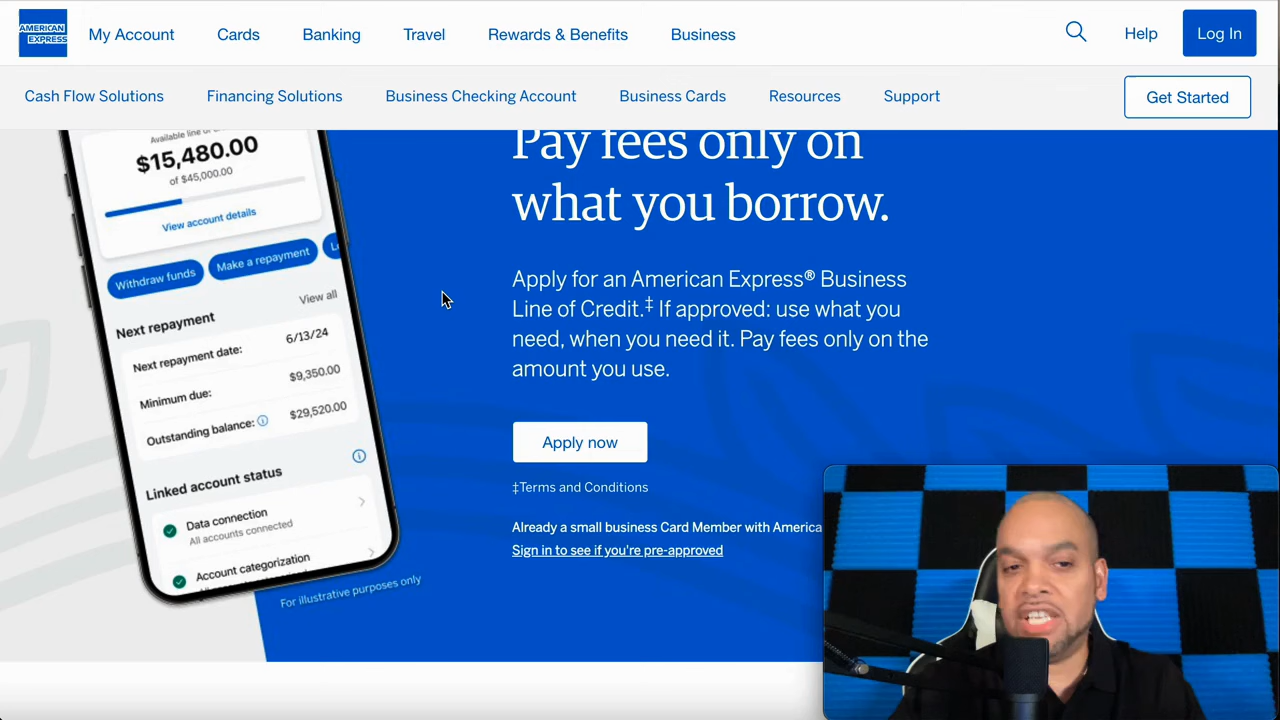 AMERICAN
EXPRESS
My Account
Cards
Banking
Travel
Rewards & Benefits
Business
Help
Log In
Cash Flow Solutions
Financing Solutions
Business Checking Account
Business Cards
Resources
Support
Get Started
Available line of
$15,480.00
of $45,000.00
View account details
Withdraw funds
Make a repayment
Next repayment
View all
Next repayment date:
6/13/24
Minimum due:
$9,350.00
Outstanding balance:
$29,520.00
Linked account status
Data connection
All accounts connected
Account categorization
For illustrative purposes only
Pay fees only on
what you borrow.
Apply for an American Express® Business
Line of Credit.‡ If approved: use what you
need, when you need it. Pay fees only on the
amount you use.
Apply now
‡Terms and Conditions
Already a small business Card Member with America
Sign in to see if you're pre-approved